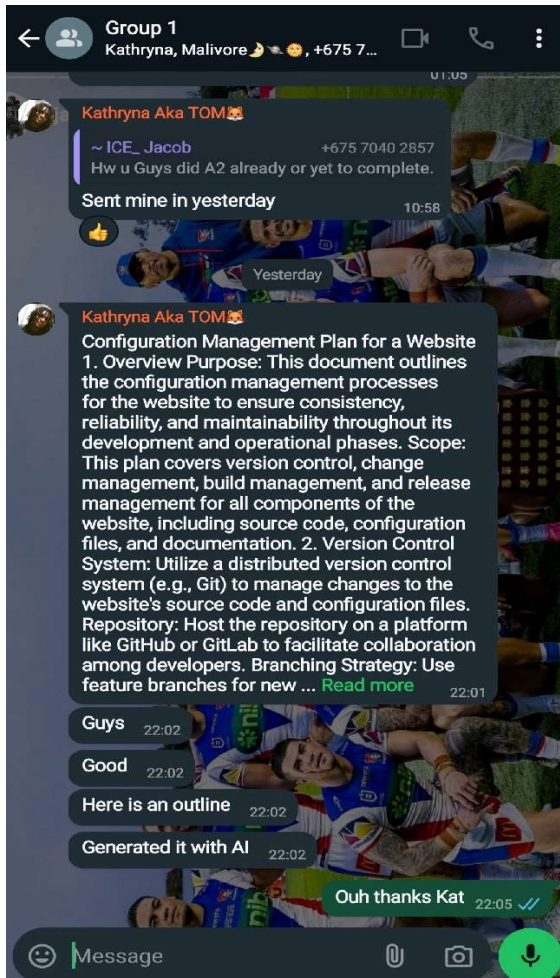 Group 1
Kathryna, Malivore🌛🪐🌞, +675 7...
01:05
Kathryna Aka TOM🦊
~ ICE_ Jacob +675 7040 2857
Hw u Guys did A2 already or yet to complete.
Sent mine in yesterday
10:58
👍
Yesterday
Kathryna Aka TOM🦊
Configuration Management Plan for a Website
1. Overview Purpose: This document outlines
the configuration management processes
for the website to ensure consistency,
reliability, and maintainability throughout its
development and operational phases. Scope:
This plan covers version control, change
management, build management, and release
management for all components of the
website, including source code, configuration
files, and documentation. 2. Version Control
System: Utilize a distributed version control
system (e.g., Git) to manage changes to the
website's source code and configuration files.
Repository: Host the repository on a platform
like GitHub or GitLab to facilitate collaboration
among developers. Branching Strategy: Use
feature branches for new ... Read more
22:01
Guys 22:02
Good 22:02
Here is an outline 22:02
Generated it with AI 22:02
Ouh thanks Kat 22:05
Message